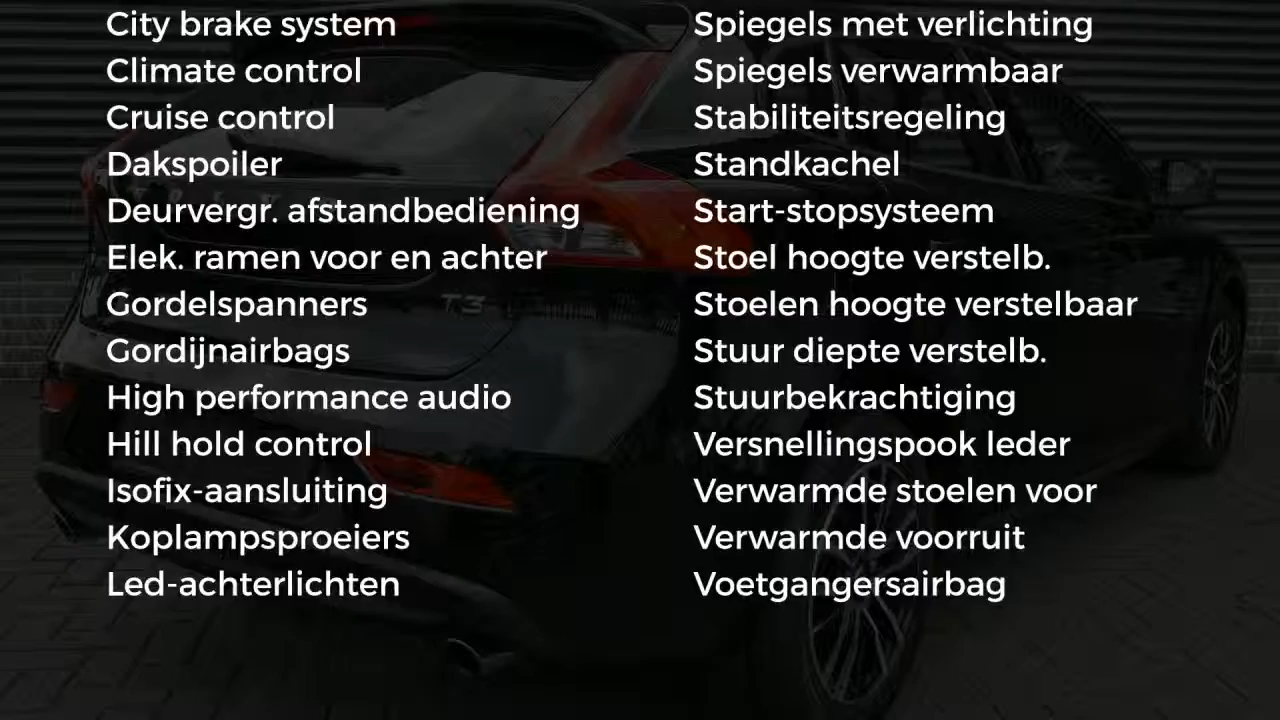 City brake system
Climate control
Cruise control
Dakspoiler
Deurvergr. afstandbediening
Elek. ramen voor en achter
Gordelspanners
Gordijnairbags
High performance audio
Hill hold control
Isofix-aansluiting
Koplampsproeiers
Led-achterlichten
Spiegels met verlichting
Spiegels verwarmbaar
Stabiliteitsregeling
Standkachel
Start-stopsysteem
Stoel hoogte verstelb.
Stoelen hoogte verstelbaar
Stuur diepte verstelb.
Stuurbekrachtiging
Versnellingspook leder
Verwarmde stoelen voor
Verwarmde voorruit
Voetgangersairbag
T3